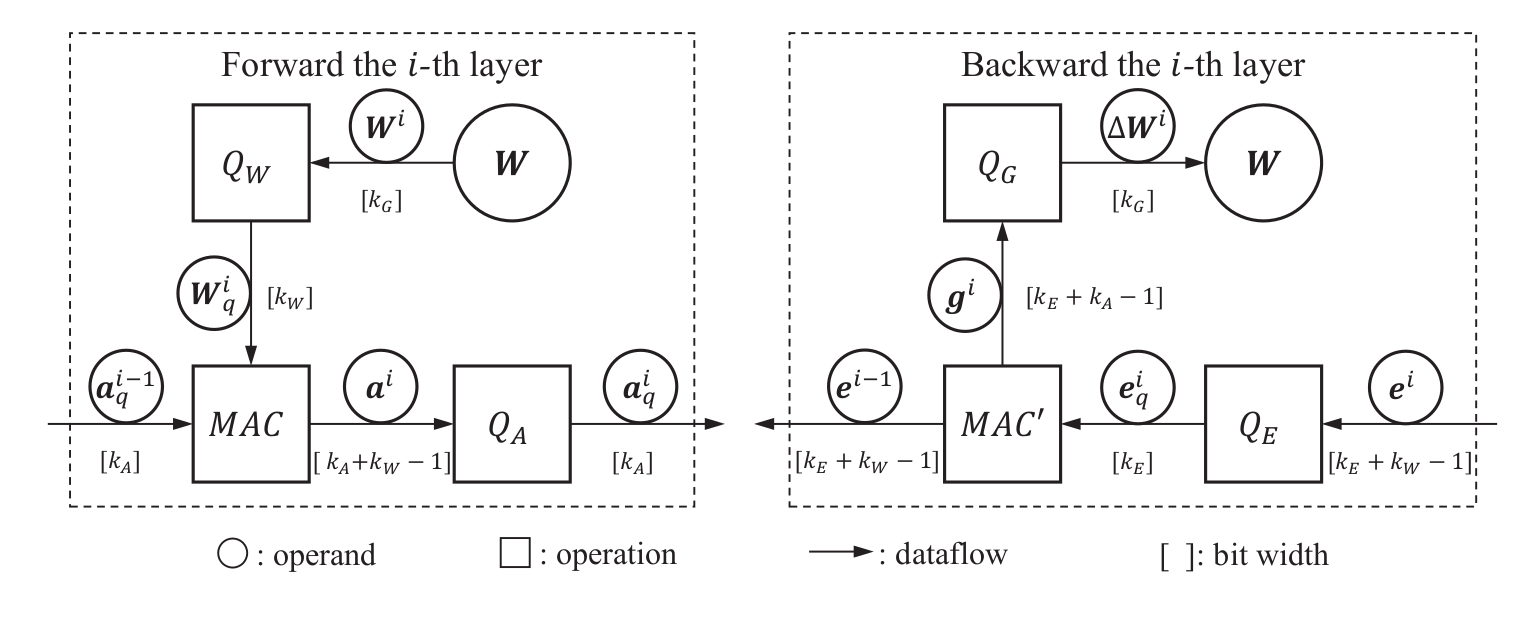 Forward the i-th layer
Q_W
W^i
W
[k_G]
W_q^i
[k_W]
a_q^{i−1}
MAC
a^i
Q_A
a_q^i
[k_A]
[k_A+k_W − 1]
[k_A]
Backward the i-th layer
Q_G
ΔW^i
W
[k_G]
g^i
[k_E + k_A − 1]
e^{i−1}
MAC′
e_q^i
Q_E
e^i
[k_E + k_W − 1]
[k_E]
[k_E + k_W − 1]
: operand
: operation
: dataflow
[ ]: bit width